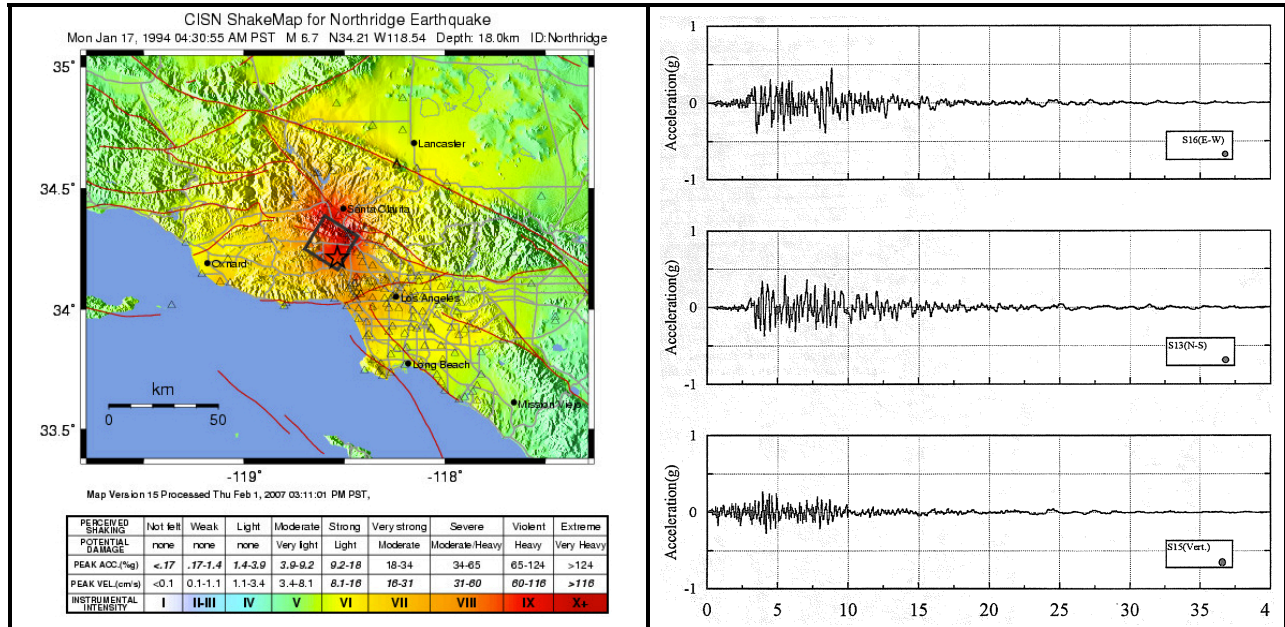 CISN ShakeMap for Northridge Earthquake
Mon Jan 17, 1994 04:30:55 AM PST M 6.7 N34.21 W118.54 Depth: 18.0km ID:Northridge
35°
34.5°
34°
33.5°
Lancaster
Santa Clarita
Oxnard
Los Angeles
Long Beach
Mission Viejo
km
0 50
-119° -118°
Map Version 15 Processed Thu Feb 1, 2007 03:11:01 PM PST,
PERCEIVED SHAKING Not felt Weak Light Moderate Strong Very strong Severe Violent Extreme
POTENTIAL DAMAGE none none none Very light Light Moderate Moderate/Heavy Heavy Very Heavy
PEAK ACC.(%g) <.17 .17-1.4 1.4-3.9 3.9-9.2 9.2-18 18-34 34-65 65-124 >124
PEAK VEL.(cm/s) <0.1 0.1-1.1 1.1-3.4 3.4-8.1 8.1-16 16-31 31-60 60-116 >116
INSTRUMENTAL INTENSITY I II-III IV V VI VII VIII IX X+
1
0
-1
Acceleration(g)
S16(E-W)
1
0
-1
Acceleration(g)
S13(N-S)
1
0
-1
Acceleration(g)
S15(Vert.)
0 5 10 15 20 25 30 35 40